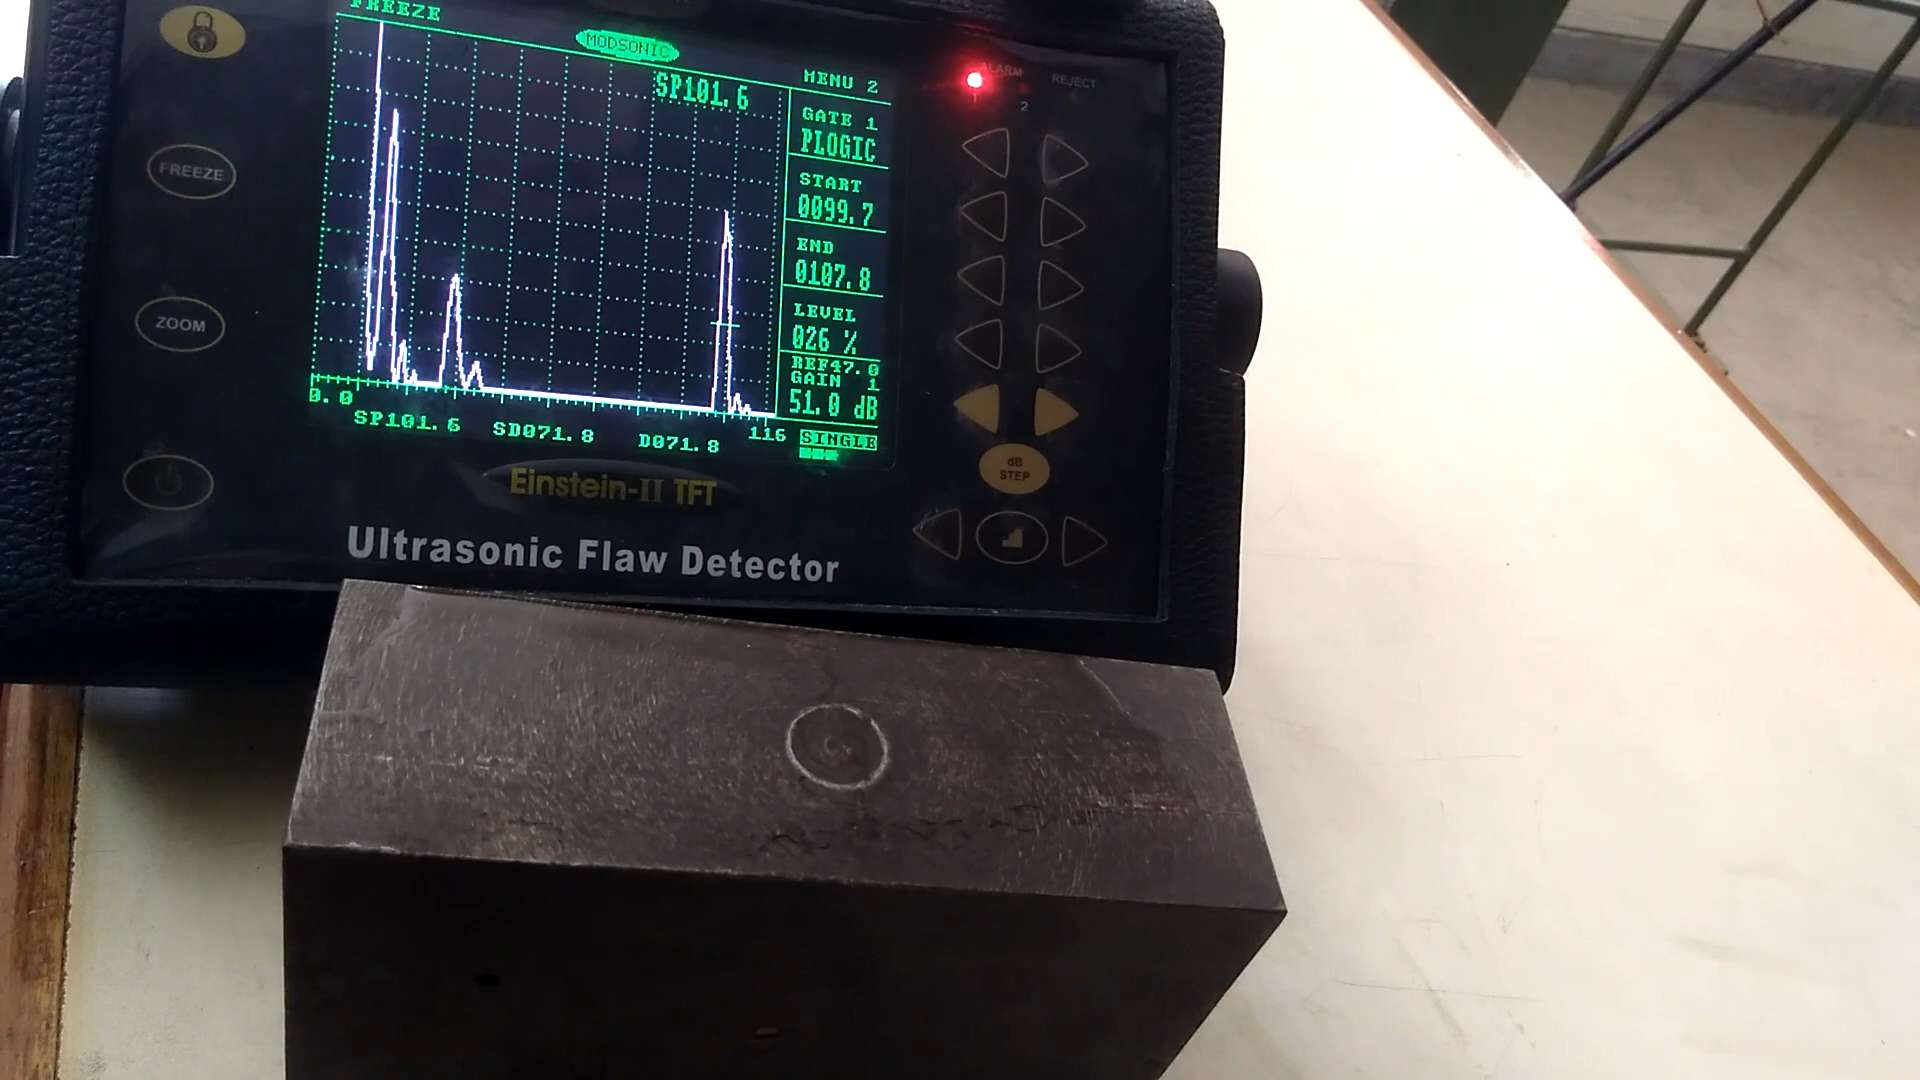 FREEZE
MODSONIC
MENU 2
SP101.6
GATE 1
PLOGIC
START
0099.7
END
0107.8
LEVEL
026 %
REF47.0
GAIN 1
51.0 dB
0.0
116
SP101.6 SD071.8 D071.8
SINGLE
ALARM
REJECT
2
FREEZE
ZOOM
dB
STEP
Einstein-II TFT
Ultrasonic Flaw Detector